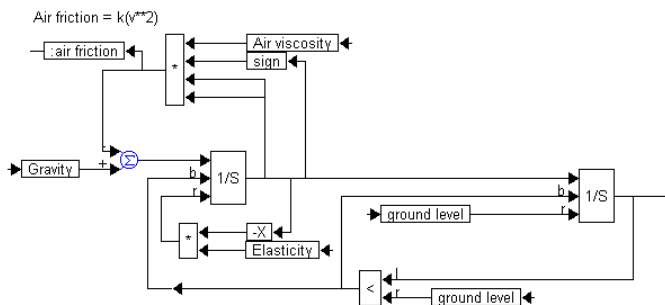 Air friction = k(v**2)
:air friction
Air viscosity
sign
*
-
+
Gravity
Σ
b
r
1/S
b
r
1/S
ground level
*
-X
Elasticity
<
l
r
ground level